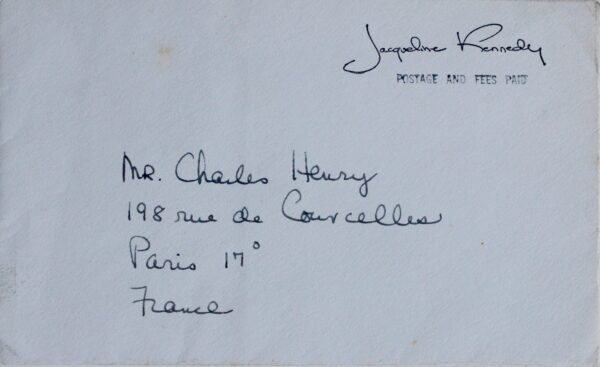 Jacqueline Kennedy
POSTAGE AND FEES PAID
MR. Charles Henry
198 rue de Courcelles
Paris 17°
France